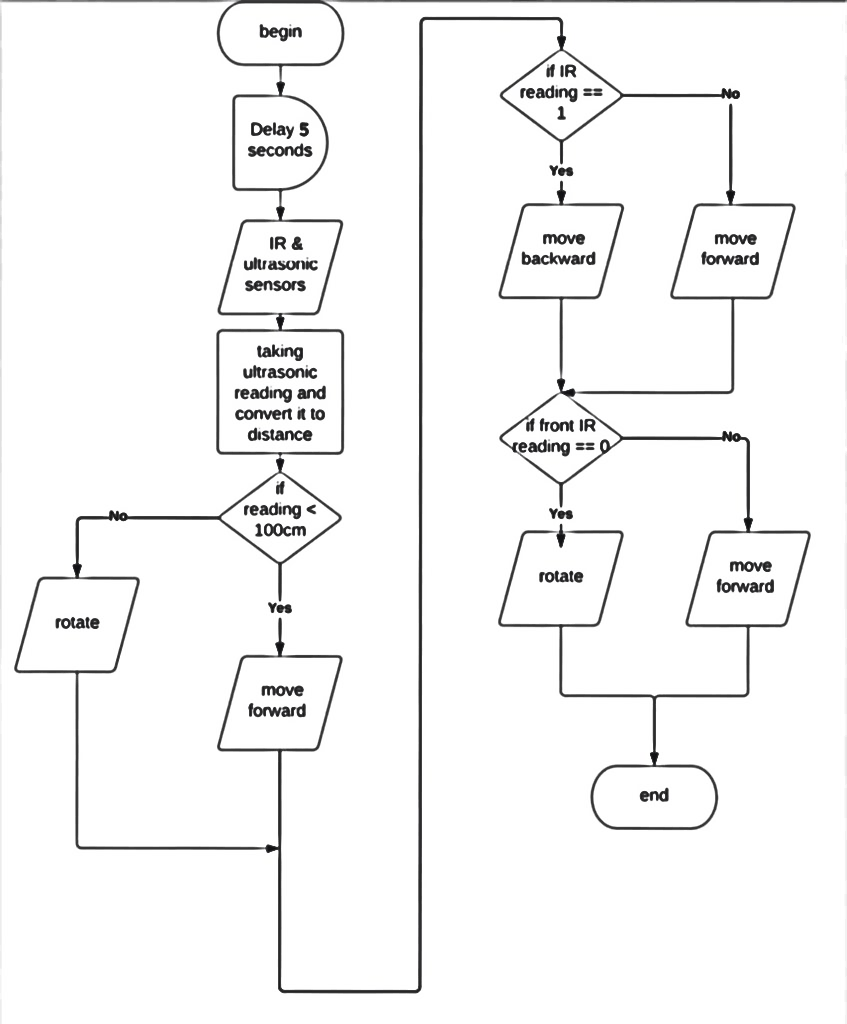 begin
Delay 5
seconds
IR &
ultrasonic
sensors
taking
ultrasonic
reading and
convert it to
distance
if
reading <
100cm
No
Yes
rotate
move
forward
if IR
reading ==
1
No
Yes
move
backward
move
forward
if front IR
reading == 0
No
Yes
rotate
move
forward
end